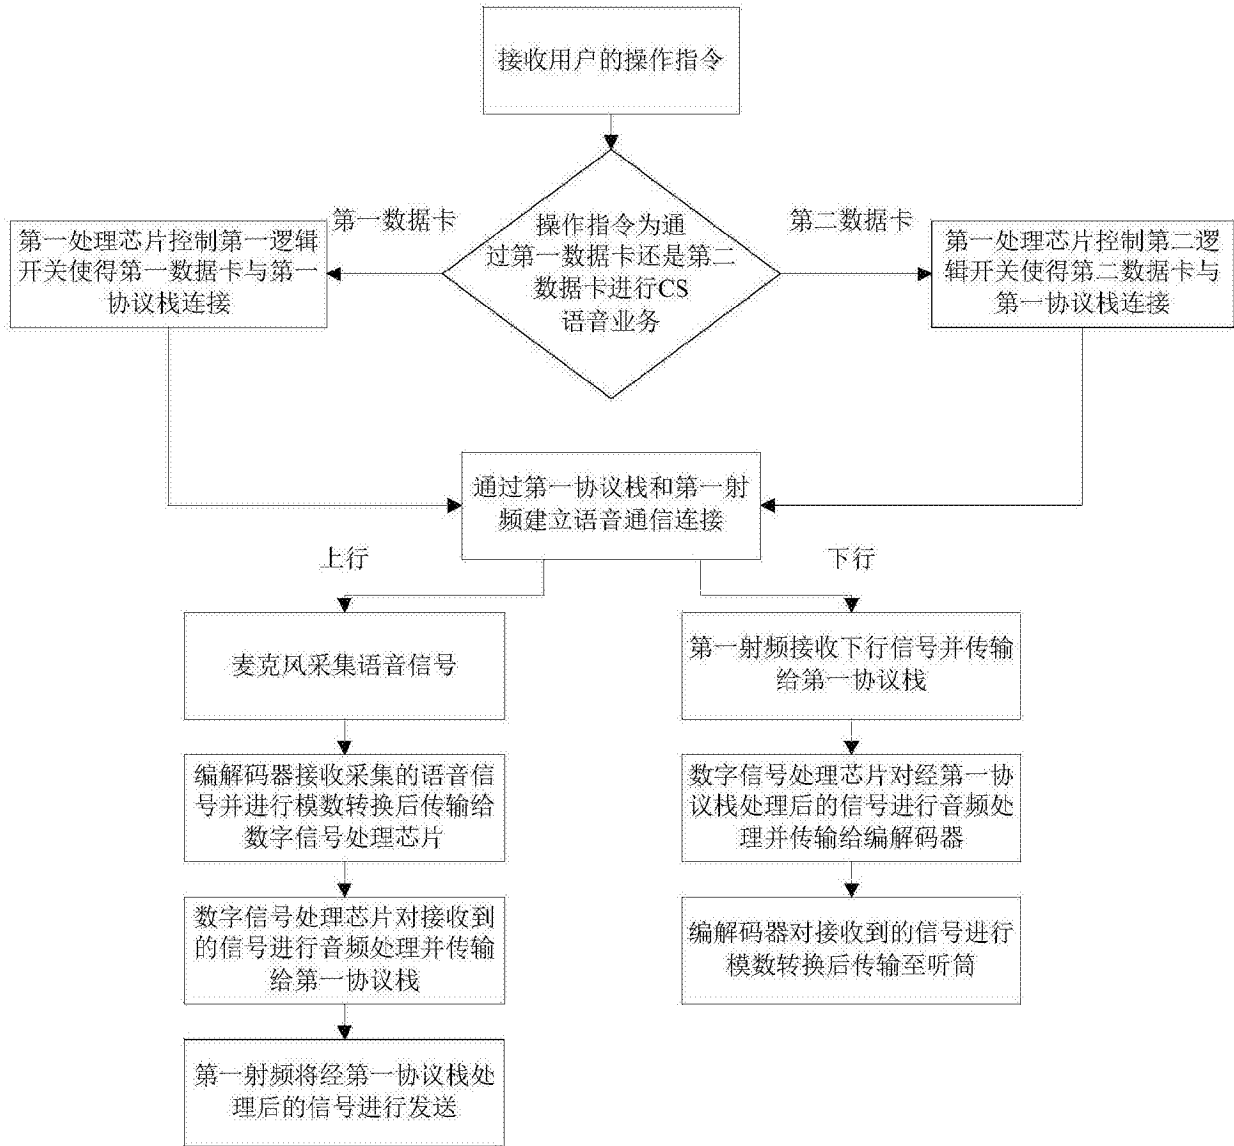 接收用户的操作指令
操作指令为通
过第一数据卡还是第二
数据卡进行CS
语音业务
第一数据卡
第二数据卡
第一处理芯片控制第一逻辑
开关使得第一数据卡与第一
协议栈连接
第一处理芯片控制第二逻
辑开关使得第二数据卡与
第一协议栈连接
通过第一协议栈和第一射
频建立语音通信连接
上行
下行
麦克风采集语音信号
编解码器接收采集的语音信
号并进行模数转换后传输给
数字信号处理芯片
数字信号处理芯片对接收到
的信号进行音频处理并传输
给第一协议栈
第一射频将经第一协议栈处
理后的信号进行发送
第一射频接收下行信号并传输
给第一协议栈
数字信号处理芯片对经第一协
议栈处理后的信号进行音频处
理并传输给编解码器
编解码器对接收到的信号进行
模数转换后传输至听筒